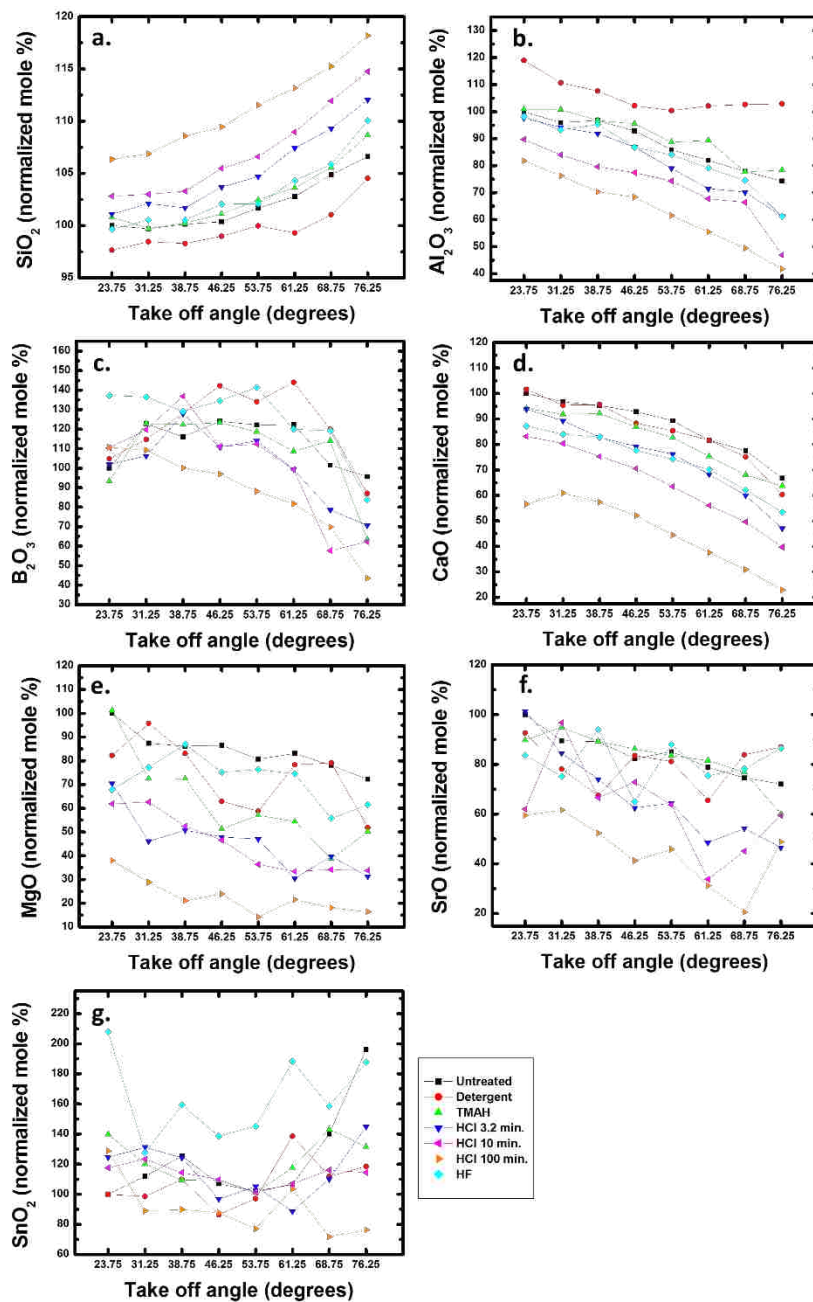 a.
SiO2 (normalized mole %)
120
115
110
105
100
95
23.75 31.25 38.75 46.25 53.75 61.25 68.75 76.25
Take off angle (degrees)
b.
Al2O3 (normalized mole %)
130
120
110
100
90
80
70
60
50
40
23.75 31.25 38.75 46.25 53.75 61.25 68.75 76.25
Take off angle (degrees)
c.
B2O3 (normalized mole %)
160
150
140
130
120
110
100
90
80
70
60
50
40
30
23.75 31.25 38.75 46.25 53.75 61.25 68.75 76.25
Take off angle (degrees)
d.
CaO (normalized mole %)
120
110
100
90
80
70
60
50
40
30
20
23.75 31.25 38.75 46.25 53.75 61.25 68.75 76.25
Take off angle (degrees)
e.
MgO (normalized mole %)
120
110
100
90
80
70
60
50
40
30
20
10
23.75 31.25 38.75 46.25 53.75 61.25 68.75 76.25
Take off angle (degrees)
f.
SrO (normalized mole %)
120
100
80
60
40
20
23.75 31.25 38.75 46.25 53.75 61.25 68.75 76.25
Take off angle (degrees)
g.
SnO2 (normalized mole %)
220
200
180
160
140
120
100
80
60
23.75 31.25 38.75 46.25 53.75 61.25 68.75 76.25
Take off angle (degrees)
Untreated
Detergent
TMAH
HCl 3.2 min.
HCl 10 min.
HCl 100 min.
HF